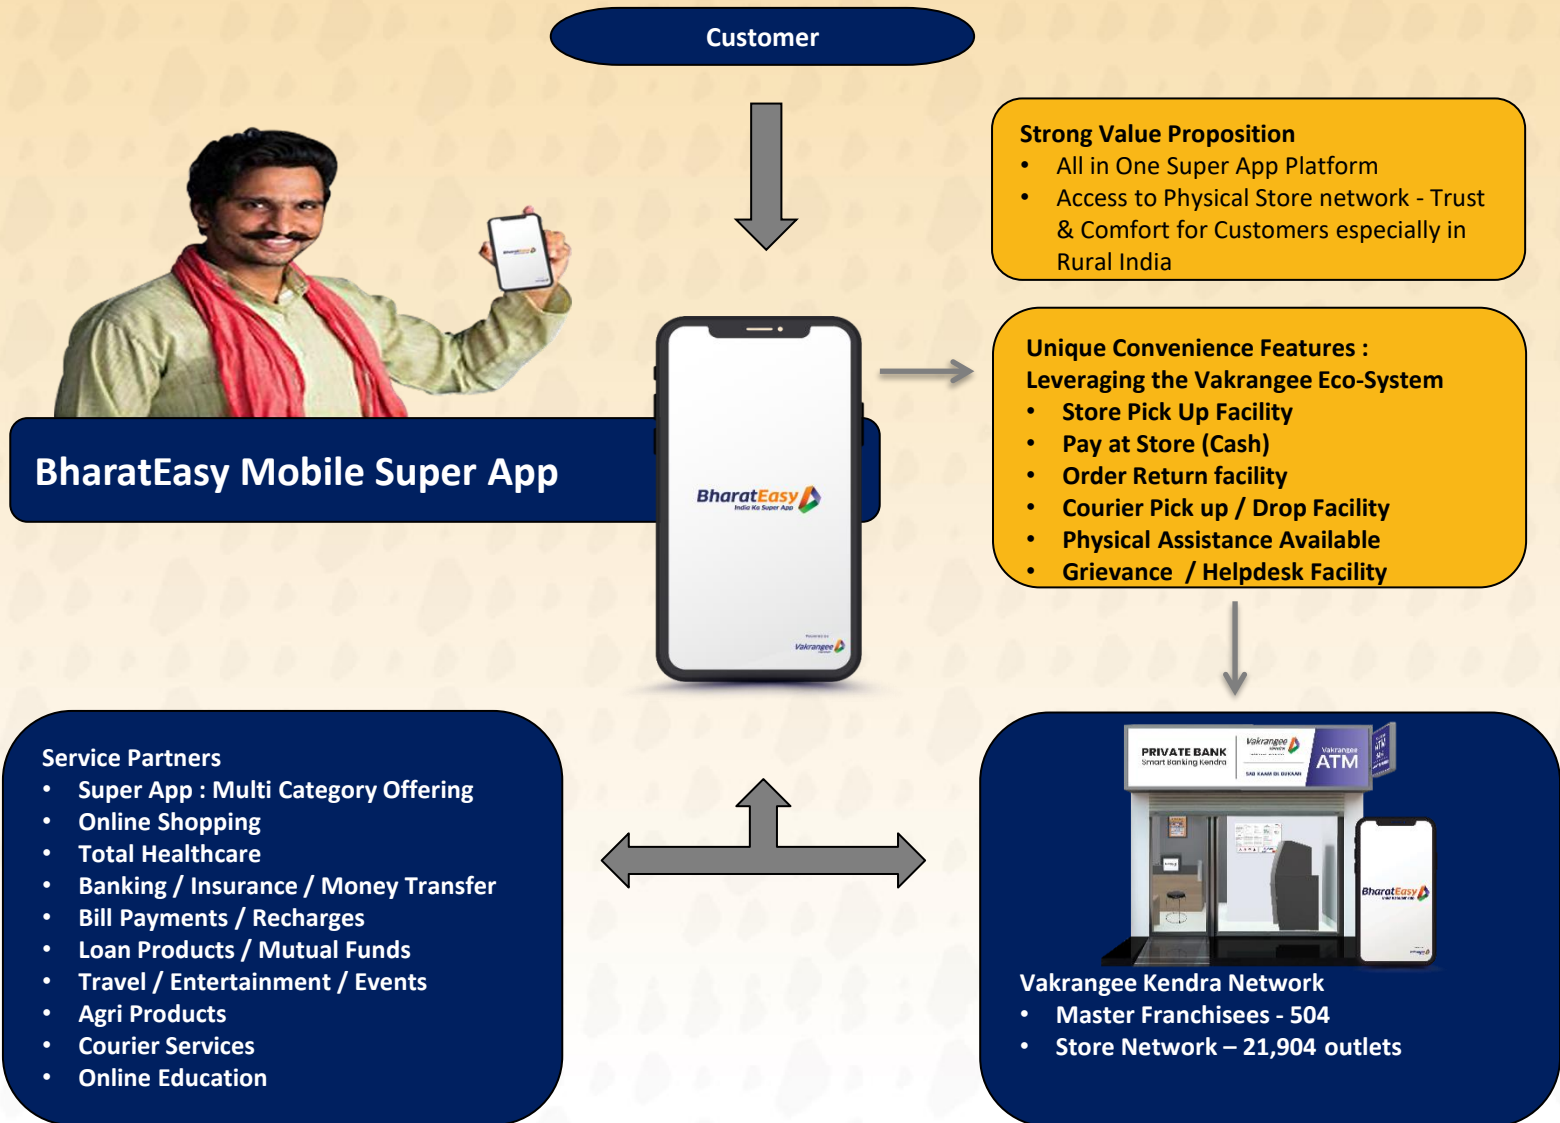 Customer
Strong Value Proposition
• All in One Super App Platform
• Access to Physical Store network - Trust
& Comfort for Customers especially in
Rural India
BharatEasy
Unique Convenience Features :
Leveraging the Vakrangee Eco-System
• Store Pick Up Facility
• Pay at Store (Cash)
• Order Return facility
• Courier Pick up / Drop Facility
• Physical Assistance Available
• Grievance / Helpdesk Facility
BharatEasy Mobile Super App
BharatEasy
India Ka Super App
Vakrangee
Service Partners
• Super App : Multi Category Offering
• Online Shopping
• Total Healthcare
• Banking / Insurance / Money Transfer
• Bill Payments / Recharges
• Loan Products / Mutual Funds
• Travel / Entertainment / Events
• Agri Products
• Courier Services
• Online Education
PRIVATE BANK
Smart Banking Kendra
Vakrangee
Vakrangee
ATM
BharatEasy
Vakrangee Kendra Network
• Master Franchisees - 504
• Store Network – 21,904 outlets